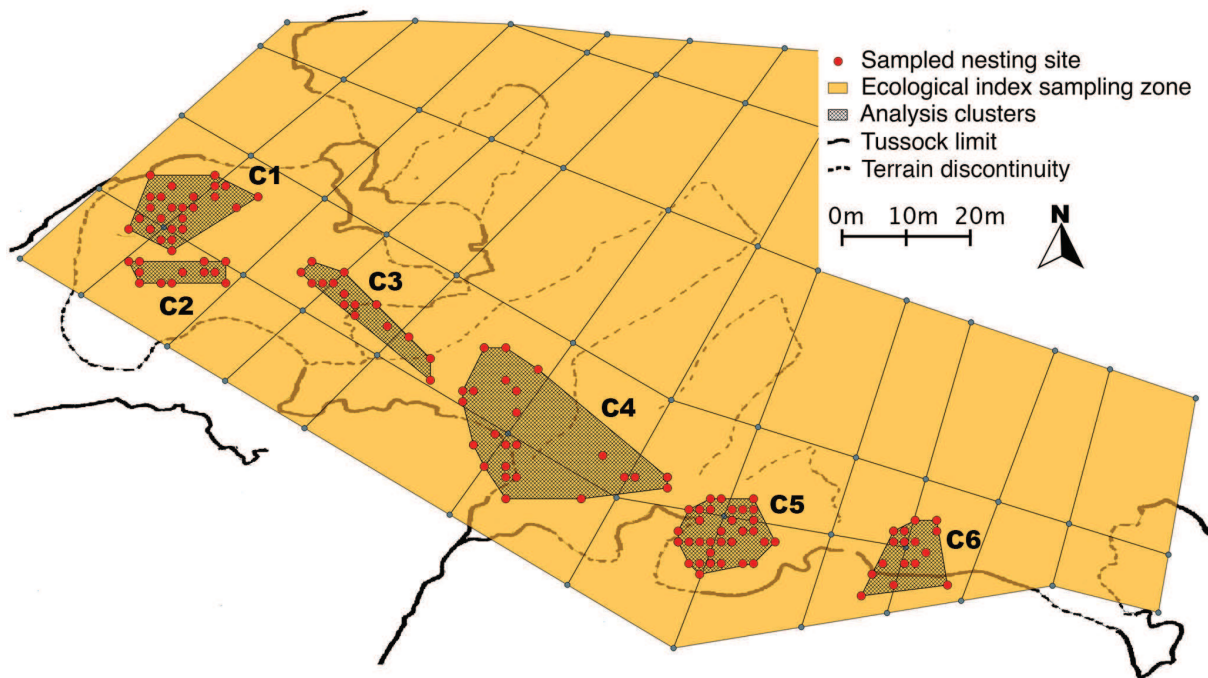 Sampled nesting site
Ecological index sampling zone
Analysis clusters
Tussock limit
Terrain discontinuity
0m 10m 20m
N
C1
C2
C3
C4
C5
C6